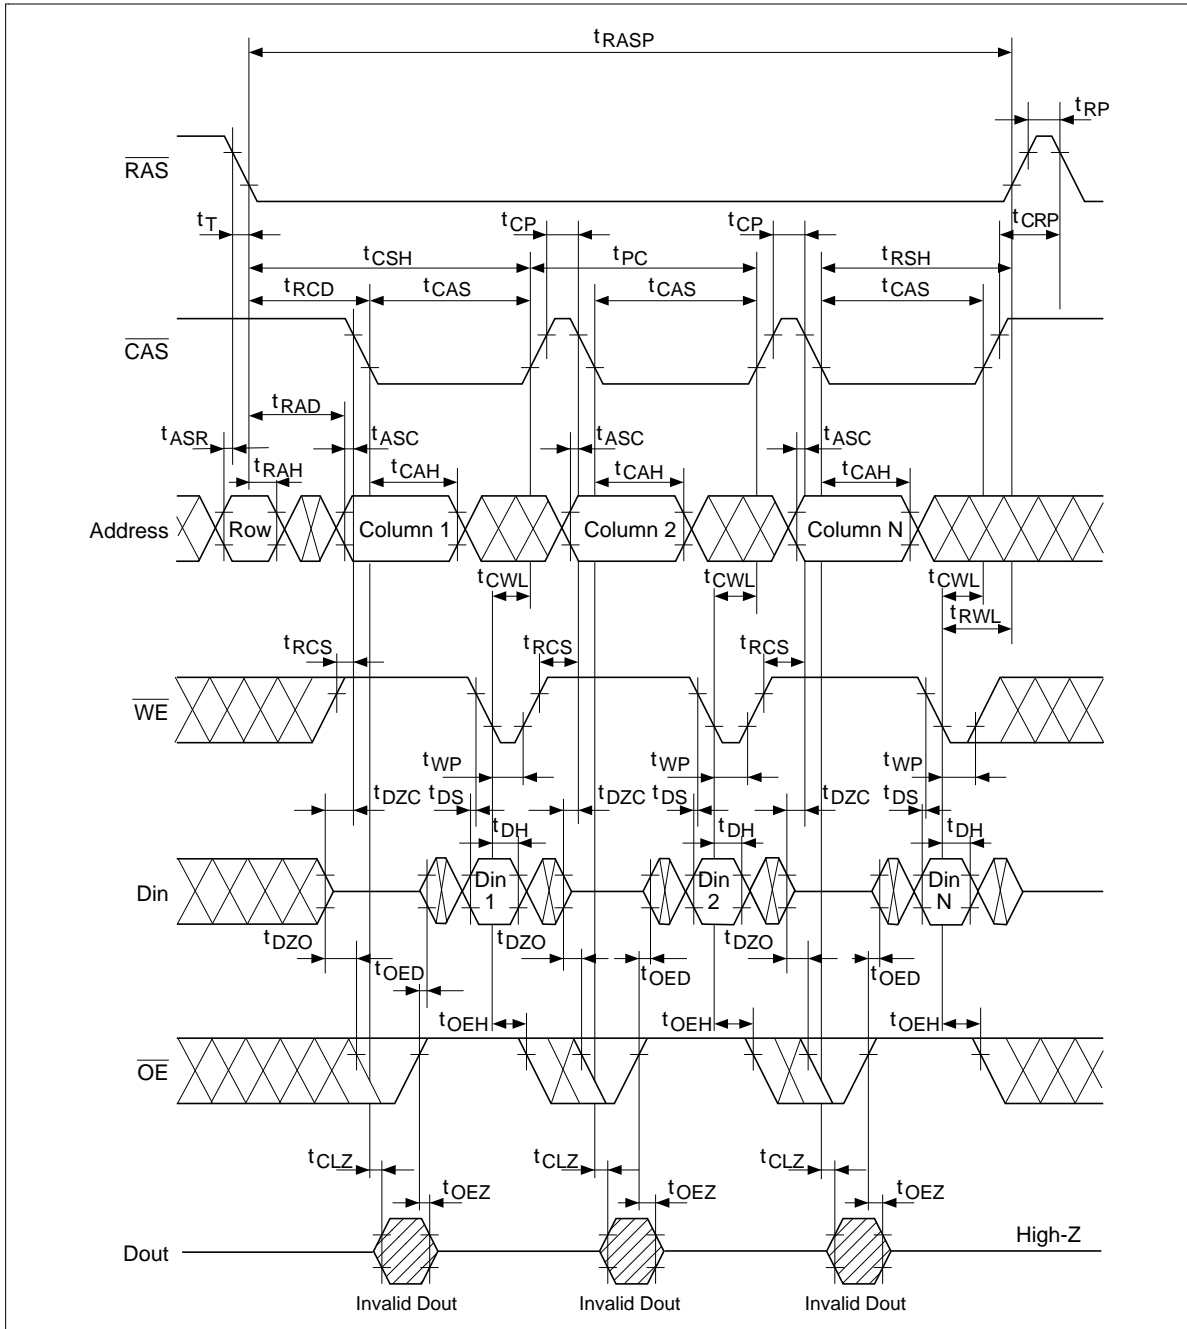 tRASP
tRP
RAS
tT
tCP
tCP
tCRP
tCSH
tPC
tRSH
tRCD
tCAS
tCAS
tCAS
CAS
tRAD
tASR
tASC
tASC
tASC
tRAH
tCAH
tCAH
tCAH
Address
Row
Column 1
Column 2
Column N
tCWL
tCWL
tCWL
tRWL
tRCS
tRCS
tRCS
WE
tWP
tWP
tWP
tDZC
tDS
tDZC
tDS
tDZC
tDS
tDH
tDH
tDH
Din
Din 
1
Din 
2
Din 
N
tDZO
tDZO
tDZO
tOED
tOED
tOED
tOEH
tOEH
tOEH
OE
tCLZ
tCLZ
tCLZ
tOEZ
tOEZ
tOEZ
Dout
High-Z
Invalid Dout
Invalid Dout
Invalid Dout